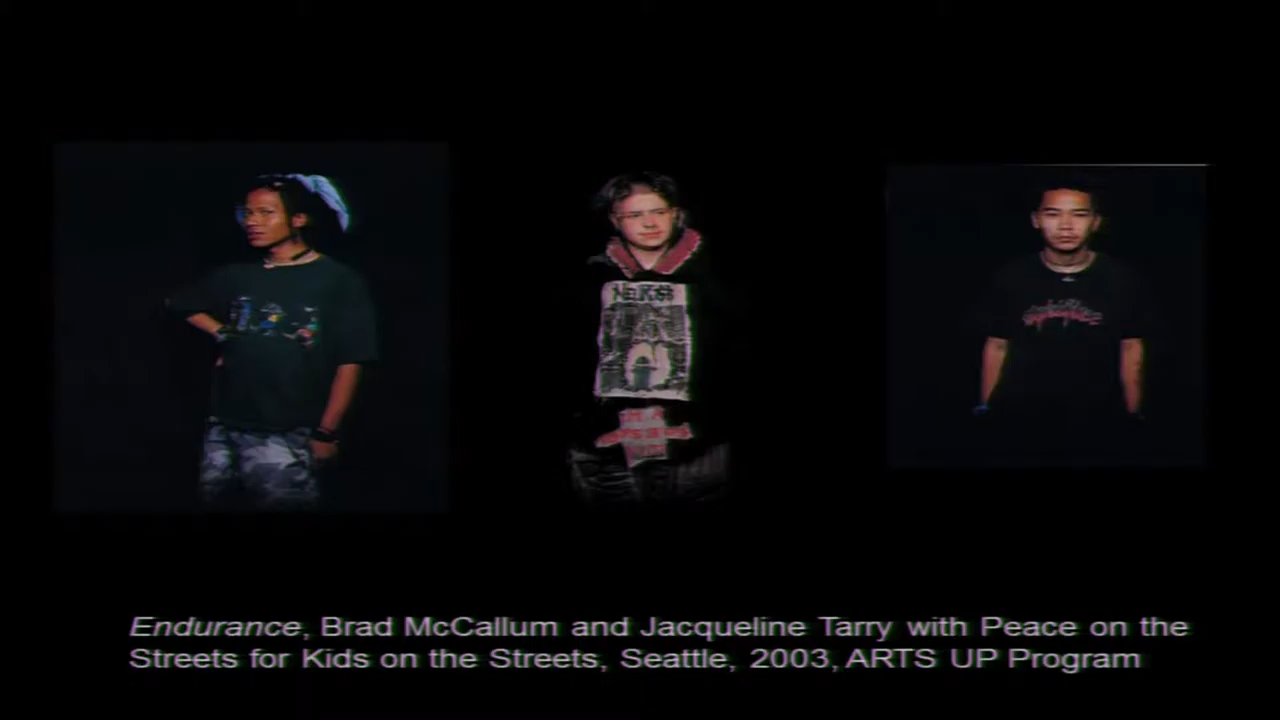 Endurance, Brad McCallum and Jacqueline Tarry with Peace on the
Streets for Kids on the Streets, Seattle, 2003, ARTS UP Program